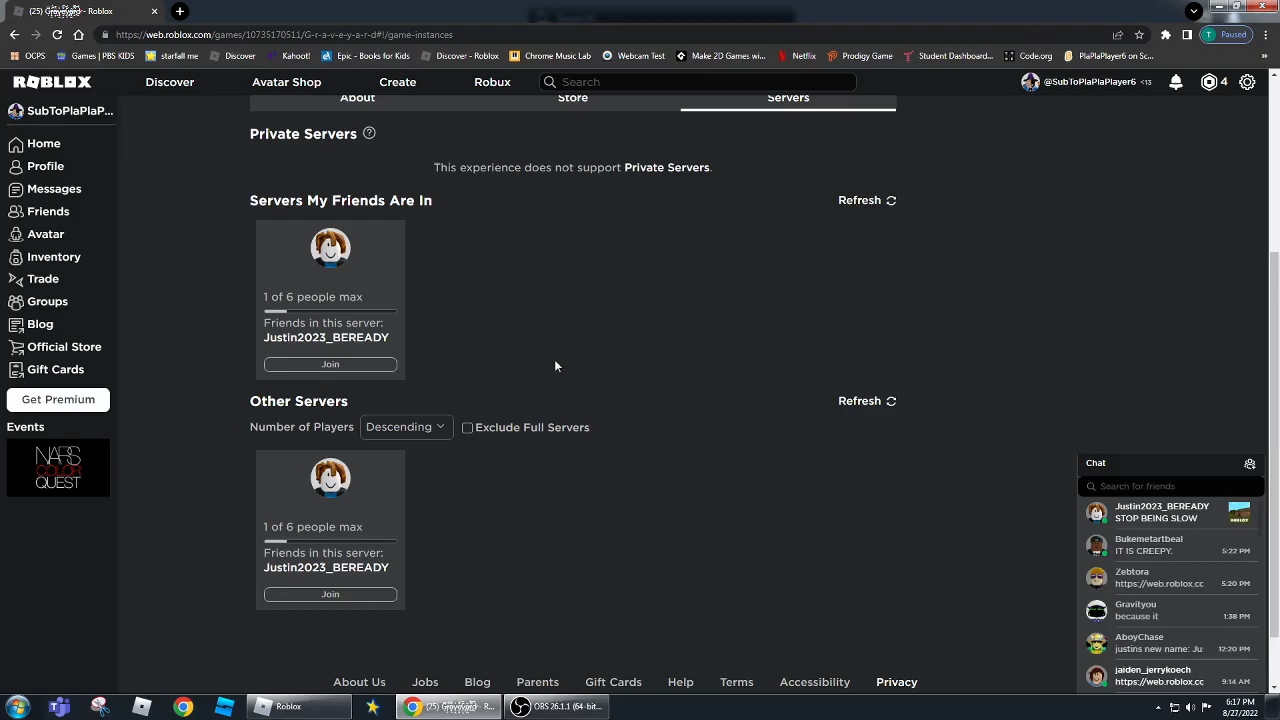 - Roblox
Paused
https://web.roblox.com/games/10735170511/G-r-a-v-e-y-a-r-d#!/game-instances
OCPS
Games | PBS KIDS
starfall me
Discover
Kahoot!
Epic - Books for Kids
Discover - Roblox
Chrome Music Lab
Webcam Test
Make 2D Games wi...
Netflix
Prodigy Game
Student Dashboard...
Code.org
PlaPlaPlayer6 on Sc...
ROBLOX
Discover
Avatar Shop
Create
Robux
Search
@SubToPlaPlaPlayer6
<13
4
SubToPlaPlaP...
Home
Profile
Messages
Friends
Avatar
Inventory
Trade
Groups
Blog
Official Store
Gift Cards
Get Premium
Events
NARS
COLOR
QUEST
About
Store
Servers
Private Servers
This experience does not support Private Servers.
Servers My Friends Are In
Refresh
1 of 6 people max
Friends in this server:
Justin2023_BEREADY
Join
Other Servers
Refresh
Number of Players
Descending
Exclude Full Servers
1 of 6 people max
Friends in this server:
Justin2023_BEREADY
Join
Chat
Search for friends
Justin2023_BEREADY
STOP BEING SLOW
Bukemetartbeal
IT IS CREEPY.
5:22 PM
Zebtora
https://web.roblox.cc
5:20 PM
Gravityou
because it
1:38 PM
AboyChase
justins new name: Ju
12:20 PM
jaiden_jerrykoech
https://web.roblox.cc
9:14 AM
About Us
Jobs
Blog
Parents
Gift Cards
Help
Terms
Accessibility
Privacy
Roblox
OBS 26.1.1 (64-bit...
6:17 PM
8/27/2022